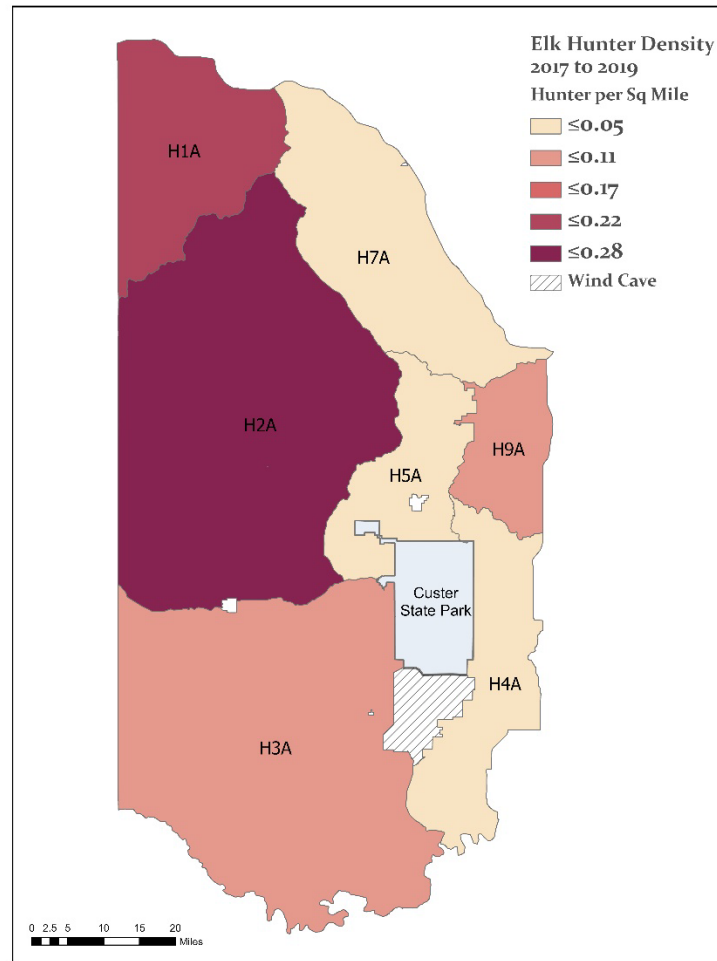 Elk Hunter Density
2017 to 2019
Hunter per Sq Mile
≤0.05
≤0.11
≤0.17
≤0.22
≤0.28
Wind Cave
H1A
H7A
H2A
H9A
H5A
Custer
State Park
H4A
H3A
0 2.5 5 10 15 20
Miles